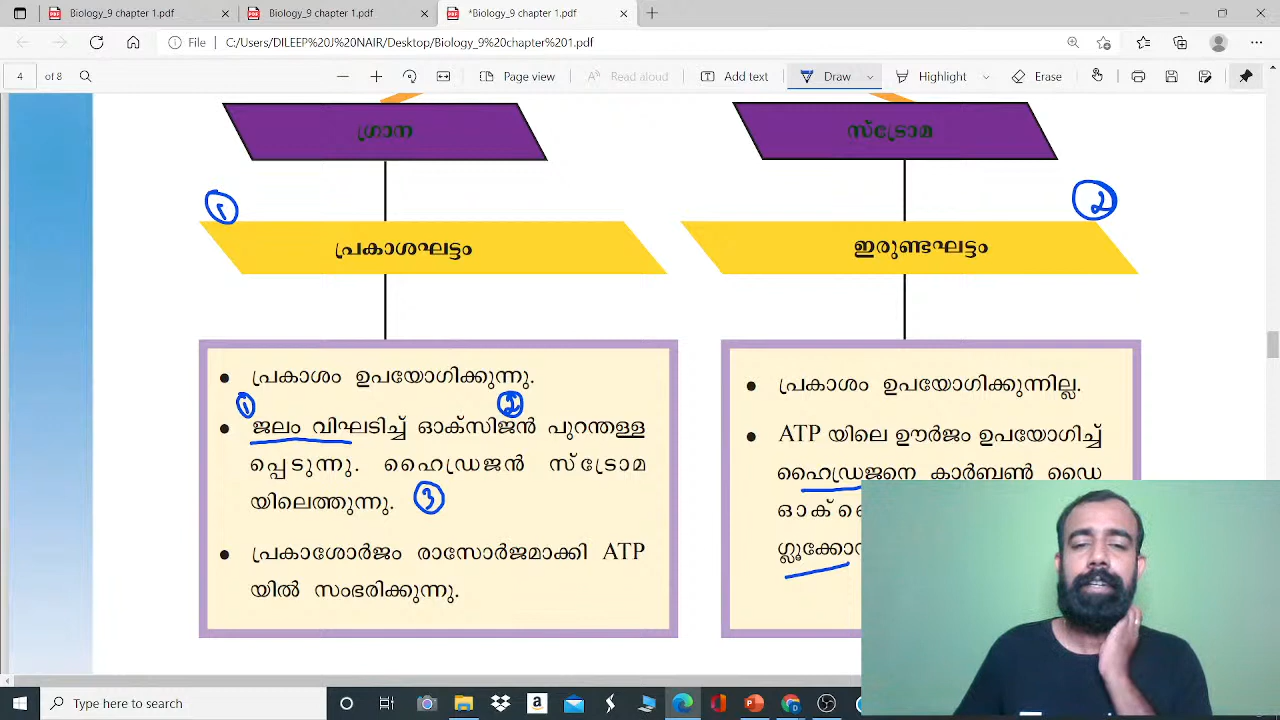 Biology_9 chapter 1.pdf
Biology_9 chapter 1.pdf
*Biology_9 chapter 1.pdf
File
C:/Users/DILEEP%20J%20NAIR/Desktop/Biology_9%20chapter%201.pdf
4 of 8
Page view
Read aloud
Add text
Draw
Highlight
Erase
ഗ്രാന
സ്ട്രോമ
1
2
പ്രകാശഘട്ടം
ഇരുണ്ടഘട്ടം
• പ്രകാശം ഉപയോഗിക്കുന്നു.
1
2
• ജലം വിഘടിച്ച് ഓക്സിജൻ പുറന്തള്ള
പ്പെടുന്നു. ഹൈഡ്രജൻ സ്ട്രോമ
യിലെത്തുന്നു. 3
• പ്രകാശോർജം രാസോർജമാക്കി ATP
യിൽ സംഭരിക്കുന്നു.
• പ്രകാശം ഉപയോഗിക്കുന്നില്ല.
• ATP യിലെ ഊർജം ഉപയോഗിച്ച്
ഹൈഡ്രജനെ കാർബൺ ഡൈ
Type here to search